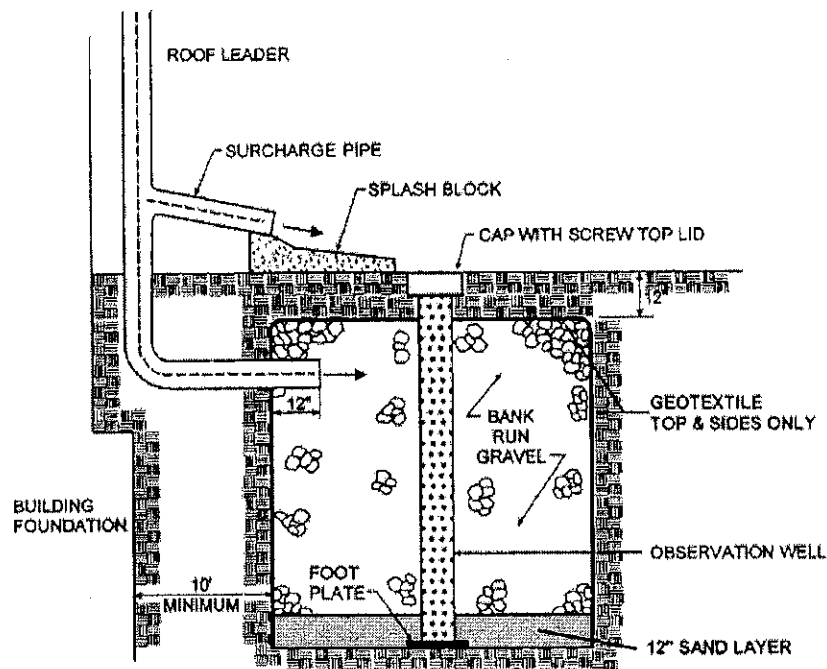 ROOF LEADER
SURCHARGE PIPE
SPLASH BLOCK
CAP WITH SCREW TOP LID
12"
12"
GEOTEXTILE
TOP & SIDES ONLY
BANK
RUN
GRAVEL
BUILDING
FOUNDATION
OBSERVATION WELL
FOOT
PLATE
10'
MINIMUM
12" SAND LAYER